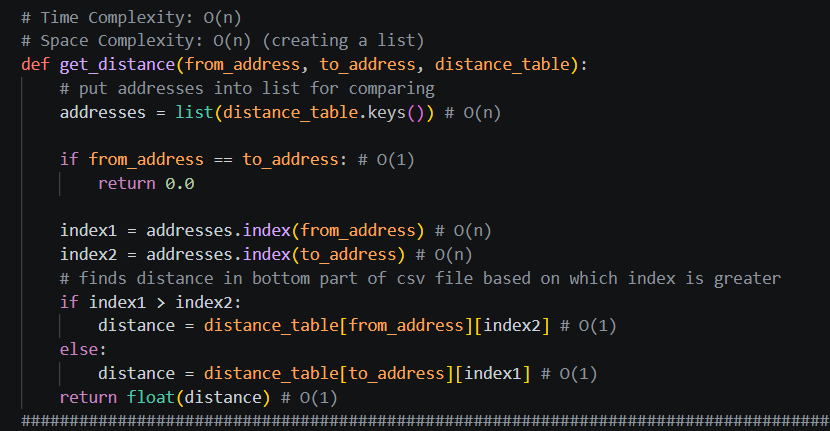 # Time Complexity: O(n)
# Space Complexity: O(n) (creating a list)
def get_distance(from_address, to_address, distance_table):
    # put addresses into list for comparing
    addresses = list(distance_table.keys()) # O(n)

    if from_address == to_address: # O(1)
        return 0.0

    index1 = addresses.index(from_address) # O(n)
    index2 = addresses.index(to_address) # O(n)
    # finds distance in bottom part of csv file based on which index is greater
    if index1 > index2:
        distance = distance_table[from_address][index2] # O(1)
    else:
        distance = distance_table[to_address][index1] # O(1)
    return float(distance) # O(1)
####################################################################################